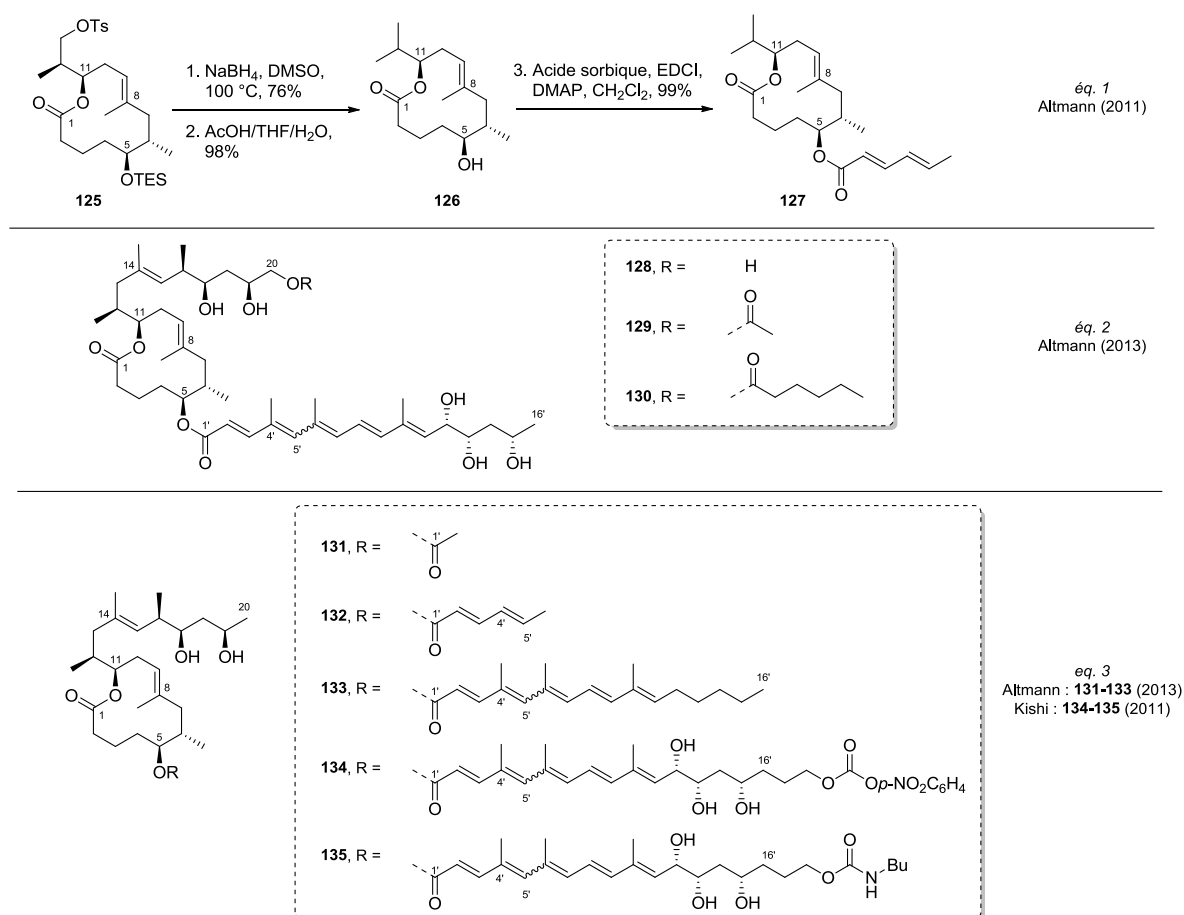 OTs
11
O
O
1
8
5
OTES
125
1. NaBH4, DMSO,
100 °C, 76%
2. AcOH/THF/H2O,
98%
11
O
O
1
8
5
OH
126
3. Acide sorbique, EDCI,
DMAP, CH2Cl2, 99%
11
O
O
1
8
5
O
O
127
éq. 1
Altmann (2011)
14
20
OR
OH
OH
11
O
O
1
8
5
O
1'
O
4'
5'
OH
OH
OH
16'
128, R = H
129, R =
O
130, R =
O
éq. 2
Altmann (2013)
14
20
OH
OH
11
O
O
1
8
5
OR
131, R =
1'
O
132, R =
1'
O
4'
5'
133, R =
1'
O
4'
5'
16'
134, R =
1'
O
4'
5'
OH
OH
OH
16'
O
O
Op-NO2C6H4
135, R =
1'
O
4'
5'
OH
OH
OH
16'
O
O
N
H
Bu
eq. 3
Altmann : 131-133 (2013)
Kishi : 134-135 (2011)